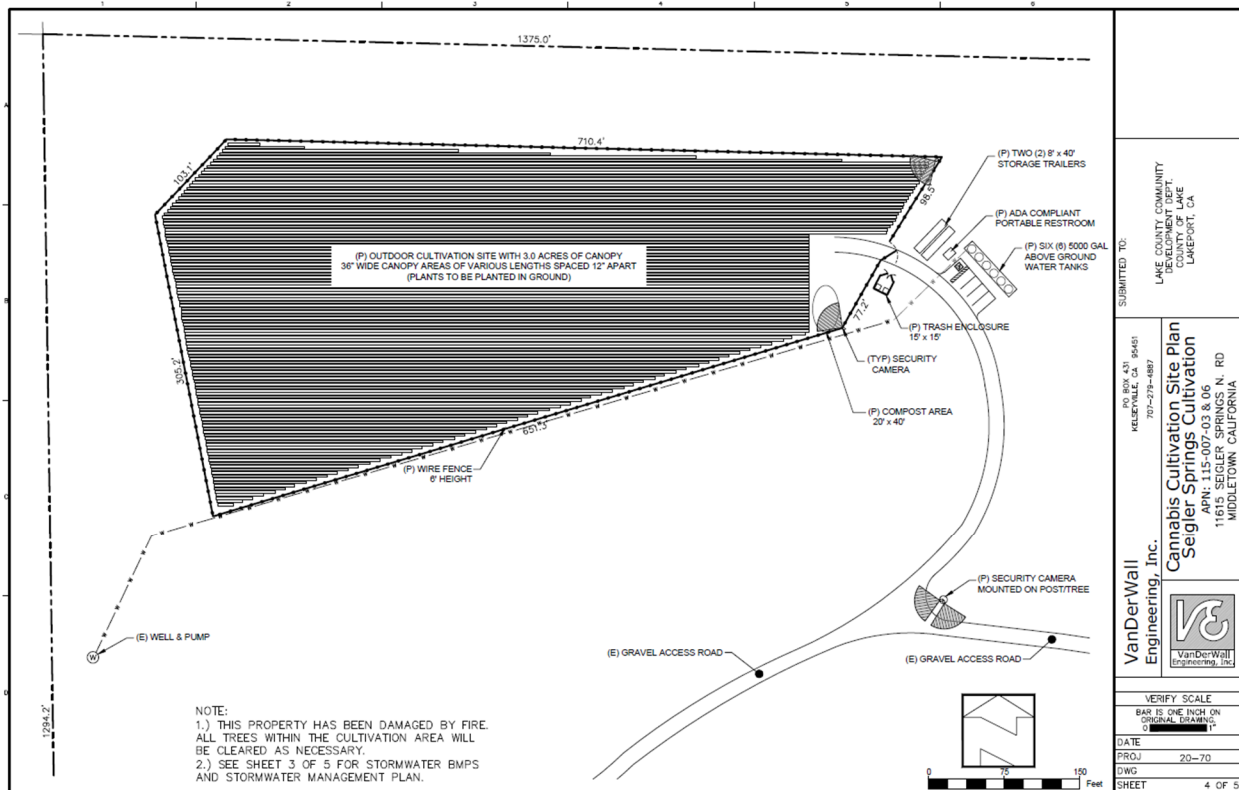 1
2
3
4
5
6
A
B
C
D
1375.0'
710.4'
103.1'
98.5'
77.2'
305.2'
651.3'
1294.2'
(P) OUTDOOR CULTIVATION SITE WITH 3.0 ACRES OF CANOPY
36" WIDE CANOPY AREAS OF VARIOUS LENGTHS SPACED 12" APART
(PLANTS TO BE PLANTED IN GROUND)
(P) TWO (2) 8' x 40'
STORAGE TRAILERS
(P) ADA COMPLIANT
PORTABLE RESTROOM
(P) SIX (6) 5000 GAL
ABOVE GROUND
WATER TANKS
(P) TRASH ENCLOSURE
15' x 15'
(TYP) SECURITY
CAMERA
(P) COMPOST AREA
20' x 40'
(P) WIRE FENCE
6' HEIGHT
(P) SECURITY CAMERA
MOUNTED ON POST/TREE
W
(E) WELL & PUMP
(E) GRAVEL ACCESS ROAD
(E) GRAVEL ACCESS ROAD
NOTE:
1.) THIS PROPERTY HAS BEEN DAMAGED BY FIRE.
ALL TREES WITHIN THE CULTIVATION AREA WILL
BE CLEARED AS NECESSARY.
2.) SEE SHEET 3 OF 5 FOR STORMWATER BMPS
AND STORMWATER MANAGEMENT PLAN.
0 75 150
Feet
SUBMITTED TO:
LAKE COUNTY COMMUNITY
DEVELOPMENT DEPT.
COUNTY OF LAKE
LAKEPORT, CA
VanDerWall
Engineering, Inc.
PO BOX 431
KELSEYVILLE, CA 95451
707-279-4887
Cannabis Cultivation Site Plan
Seigler Springs Cultivation
APN: 115-007-03 & 06
11615 SEIGLER SPRINGS N. RD
MIDDLETOWN CALIFORNIA
VanDerWall
Engineering, Inc.
VERIFY SCALE
BAR IS ONE INCH ON
ORIGINAL DRAWING.
0 1"
DATE
PROJ 20-70
DWG
SHEET 4 OF 5